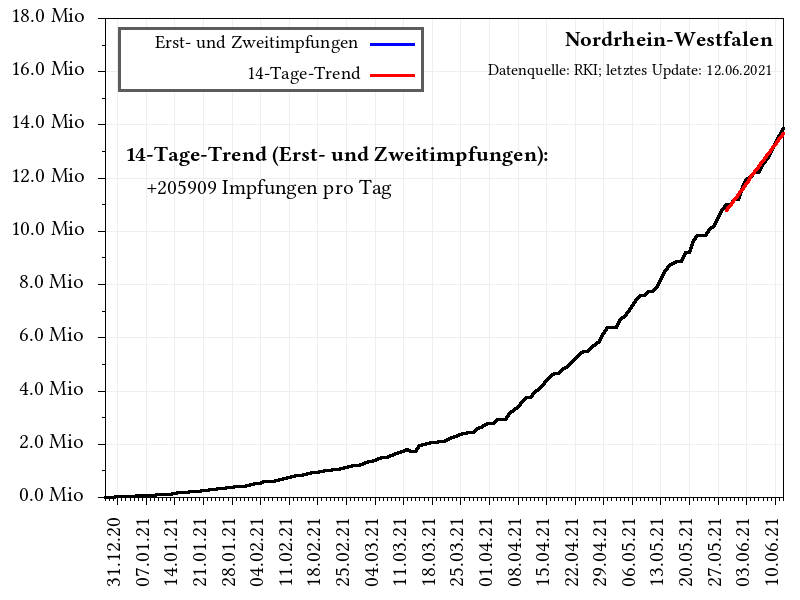 18.0 Mio
16.0 Mio
14.0 Mio
12.0 Mio
10.0 Mio
8.0 Mio
6.0 Mio
4.0 Mio
2.0 Mio
0.0 Mio
Erst- und Zweitimpfungen
14-Tage-Trend
Nordrhein-Westfalen
Datenquelle: RKI; letztes Update: 12.06.2021
14-Tage-Trend (Erst- und Zweitimpfungen):
+205909 Impfungen pro Tag
31.12.20
07.01.21
14.01.21
21.01.21
28.01.21
04.02.21
11.02.21
18.02.21
25.02.21
04.03.21
11.03.21
18.03.21
25.03.21
01.04.21
08.04.21
15.04.21
22.04.21
29.04.21
06.05.21
13.05.21
20.05.21
27.05.21
03.06.21
10.06.21